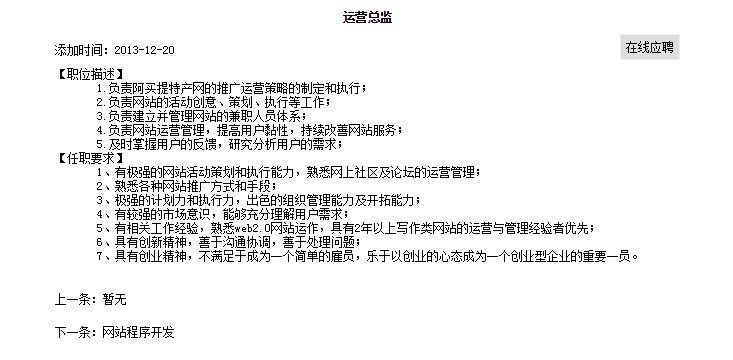 运营总监
添加时间：2013-12-20
在线应聘
【职位描述】
1.负责阿买提特产网的推广运营策略的制定和执行；
2.负责网站的活动创意、策划、执行等工作；
3.负责建立并管理网站的兼职人员体系；
4.负责网站运营管理，提高用户黏性，持续改善网站服务；
5.及时掌握用户的反馈，研究分析用户的需求；
【任职要求】
1、有极强的网站活动策划和执行能力，熟悉网上社区及论坛的运营管理；
2、熟悉各种网站推广方式和手段；
3、极强的计划力和执行力，出色的组织管理能力及开拓能力；
4、有较强的市场意识，能够充分理解用户需求；
5、有相关工作经验，熟悉web2.0网站运作，具有2年以上写作类网站的运营与管理经验者优先；
6、具有创新精神，善于沟通协调，善于处理问题；
7、具有创业精神，不满足于成为一个简单的雇员，乐于以创业的心态成为一个创业型企业的重要一员。
上一条：暂无
下一条：网站程序开发